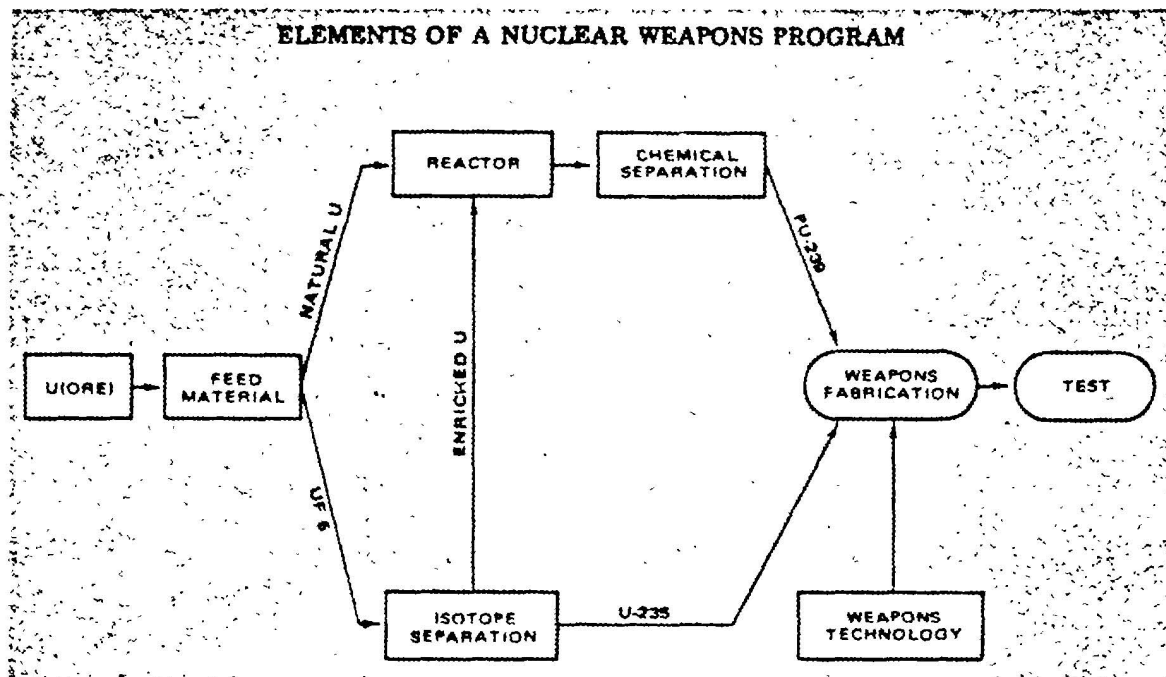 ELEMENTS OF A NUCLEAR WEAPONS PROGRAM
REACTOR
CHEMICAL
SEPARATION
NATURAL U
ENRICHED U
PU-239
U(ORE)
FEED
MATERIAL
WEAPONS
FABRICATION
TEST
UF 6
ISOTOPE
SEPARATION
U-235
WEAPONS
TECHNOLOGY